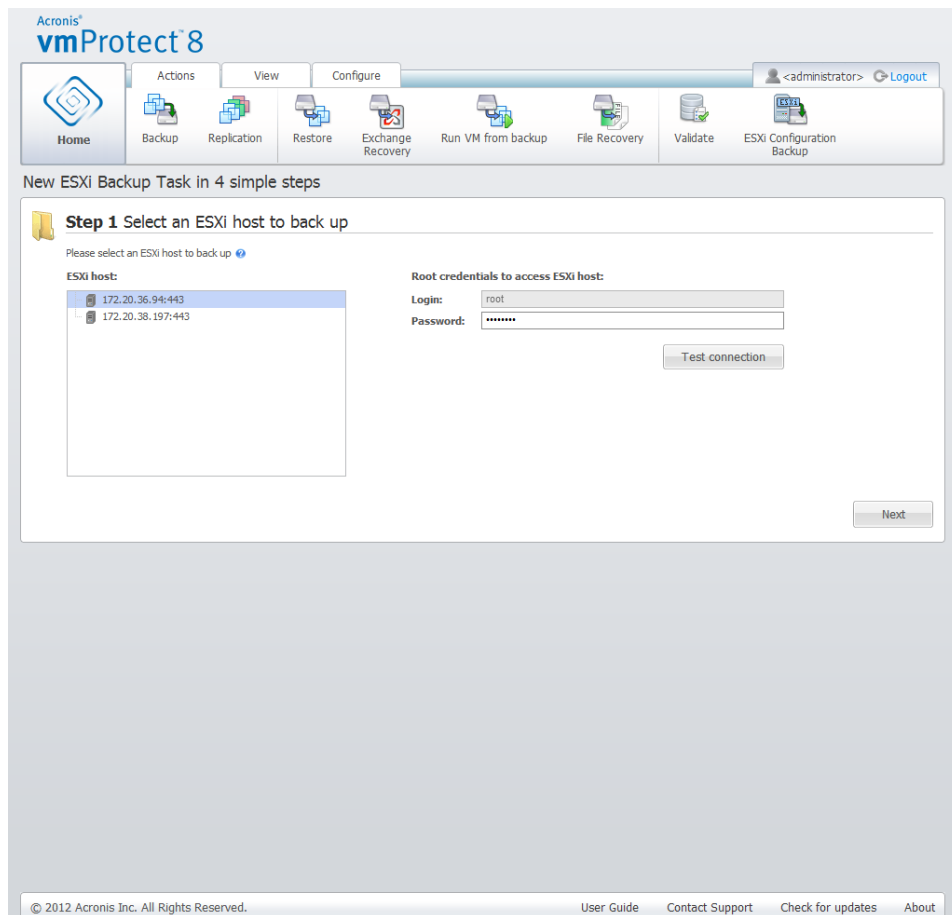 Acronis®
vmProtect™8
Actions View Configure
<administrator> Logout
Home
Backup Replication Restore Exchange Recovery Run VM from backup File Recovery Validate ESXi Configuration Backup
New ESXi Backup Task in 4 simple steps
Step 1 Select an ESXi host to back up
Please select an ESXi host to back up
ESXi host:
172.20.36.94:443
172.20.38.197:443
Root credentials to access ESXi host:
Login: root
Password: ••••••••
Test connection
Next
© 2012 Acronis Inc. All Rights Reserved. User Guide Contact Support Check for updates About